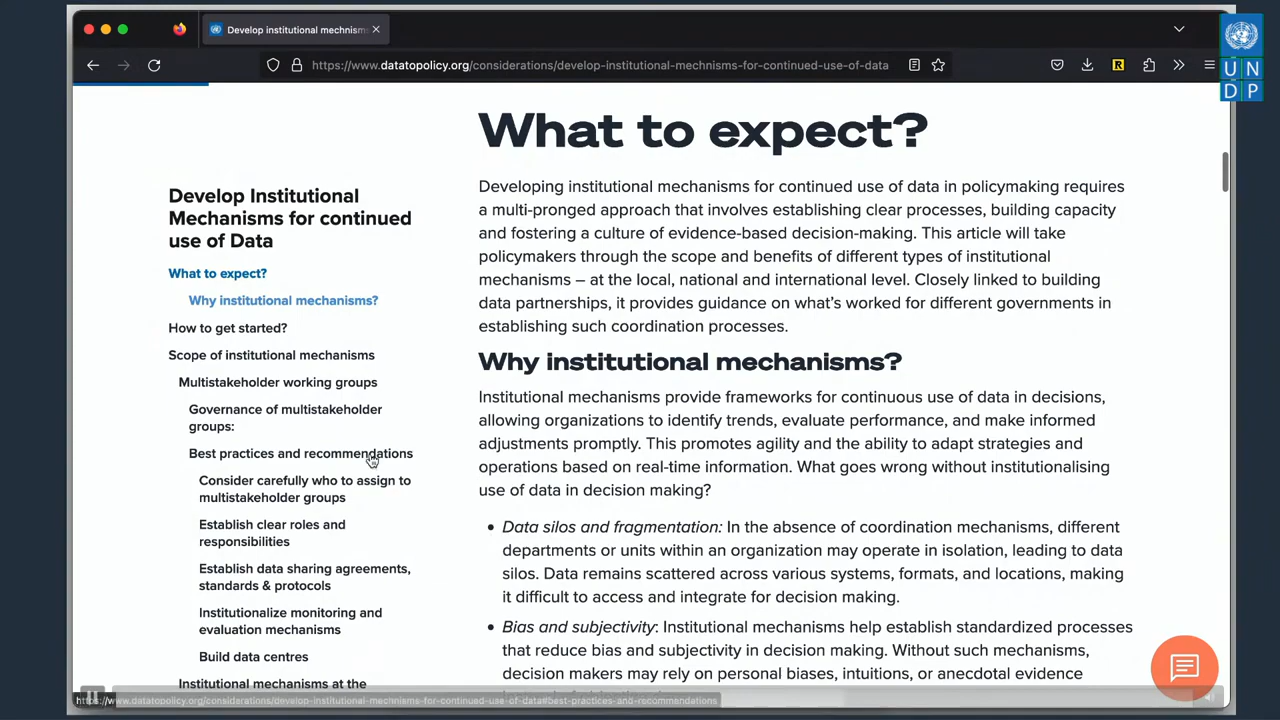 Develop institutional mechnisms
https://www.datatopolicy.org/considerations/develop-institutional-mechnisms-for-continued-use-of-data
R
U N
D P
What to expect?
Developing institutional mechanisms for continued use of data in policymaking requires
a multi-pronged approach that involves establishing clear processes, building capacity
and fostering a culture of evidence-based decision-making. This article will take
policymakers through the scope and benefits of different types of institutional
mechanisms – at the local, national and international level. Closely linked to building
data partnerships, it provides guidance on what's worked for different governments in
establishing such coordination processes.
Why institutional mechanisms?
Institutional mechanisms provide frameworks for continuous use of data in decisions,
allowing organizations to identify trends, evaluate performance, and make informed
adjustments promptly. This promotes agility and the ability to adapt strategies and
operations based on real-time information. What goes wrong without institutionalising
use of data in decision making?
• Data silos and fragmentation: In the absence of coordination mechanisms, different
departments or units within an organization may operate in isolation, leading to data
silos. Data remains scattered across various systems, formats, and locations, making
it difficult to access and integrate for decision making.
• Bias and subjectivity: Institutional mechanisms help establish standardized processes
that reduce bias and subjectivity in decision making. Without such mechanisms,
decision makers may rely on personal biases, intuitions, or anecdotal evidence
Develop Institutional
Mechanisms for continued
use of Data
What to expect?
Why institutional mechanisms?
How to get started?
Scope of institutional mechanisms
Multistakeholder working groups
Governance of multistakeholder
groups:
Best practices and recommendations
Consider carefully who to assign to
multistakeholder groups
Establish clear roles and
responsibilities
Establish data sharing agreements,
standards & protocols
Institutionalize monitoring and
evaluation mechanisms
Build data centres
Institutional mechanisms at the
https://www.datatopolicy.org/considerations/develop-institutional-mechnisms-for-continued-use-of-data#best-practices-and-recommendations